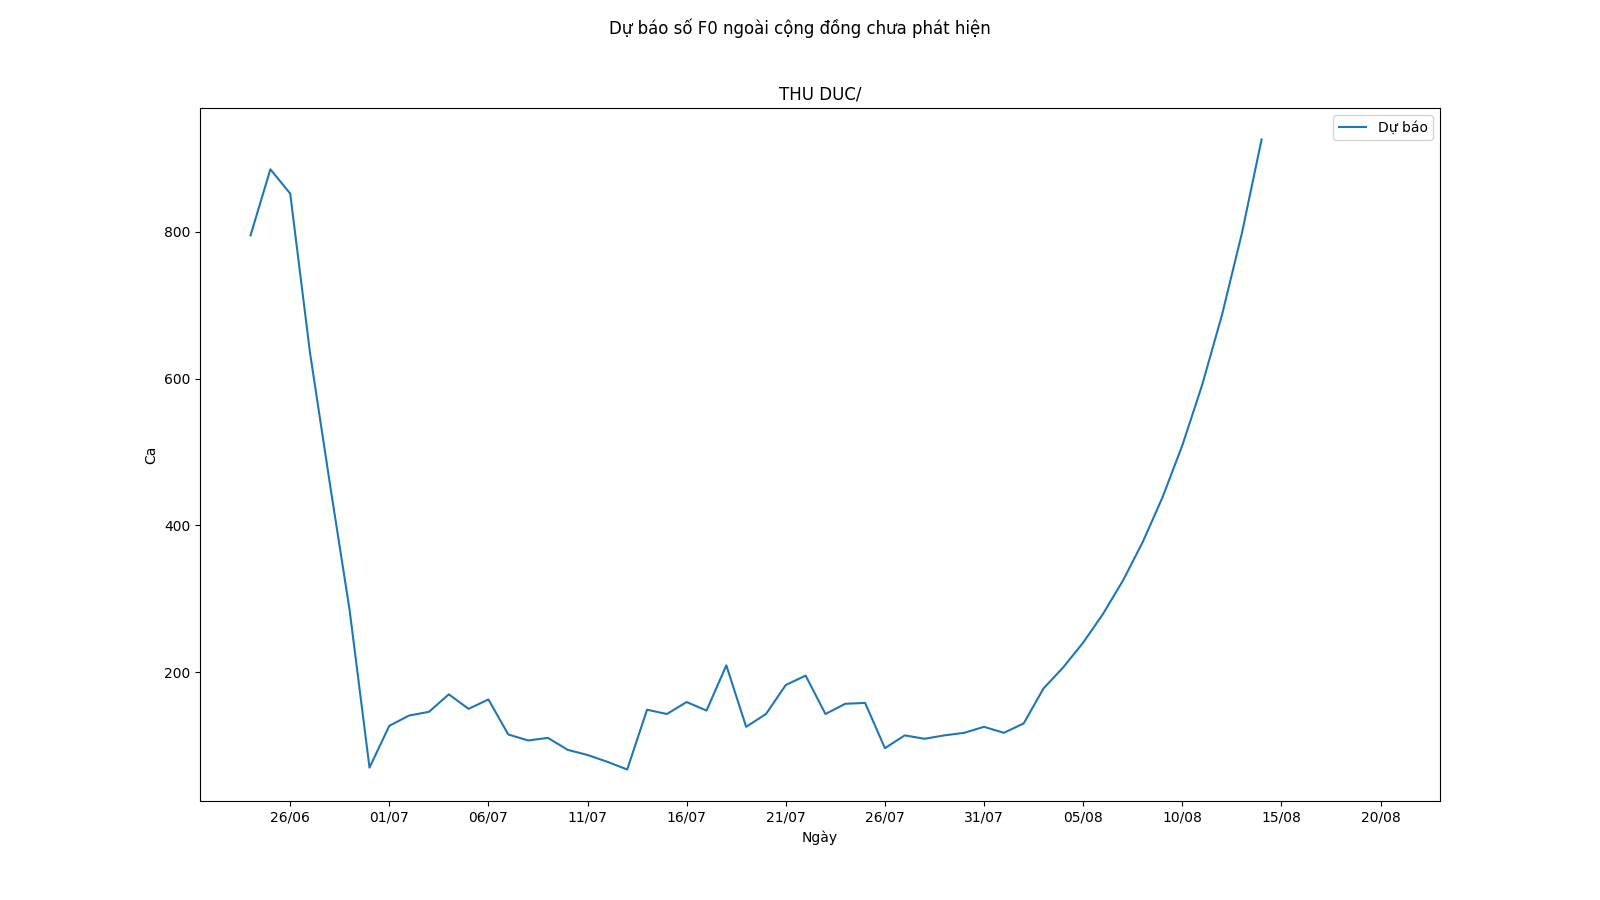 Dự báo số F0 ngoài cộng đồng chưa phát hiện
THU DUC/
Dự báo
800
600
400
200
Ca
26/06 01/07 06/07 11/07 16/07 21/07 26/07 31/07 05/08 10/08 15/08 20/08
Ngày